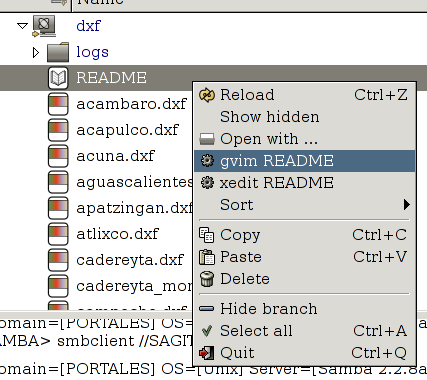 Name
dxf
logs
README
acambaro.dxf
acapulco.dxf
acuna.dxf
aguascalientes
apatzingan.dxf
atlixco.dxf
cadereyta.dxf
cadereyta_mor
Reload Ctrl+Z
Show hidden
Open with ...
gvim README
xedit README
Sort
Copy Ctrl+C
Paste Ctrl+V
Delete
Hide branch
Select all Ctrl+A
Quit Ctrl+Q
omain=[PORTALES] OS=
AMBA> smbclient //SAGI
omain=[PORTALES] OS=[Unix] Server=[Samba 2.2.8a